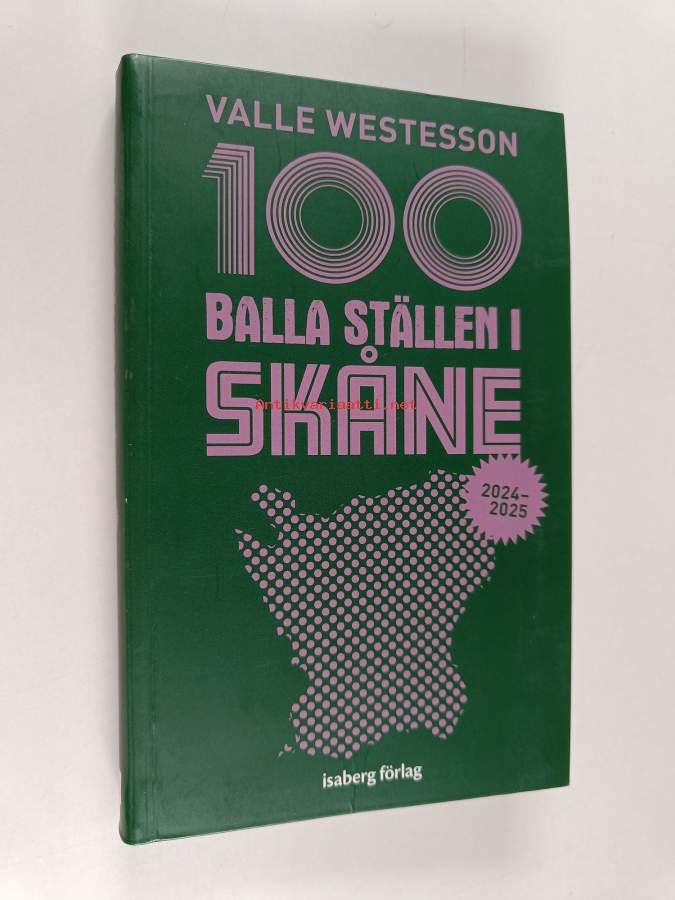 VALLE WESTESSON
100
BALLA STÄLLEN I
SKÅNE
Antikvariaatti.net
2024–
2025
isaberg förlag